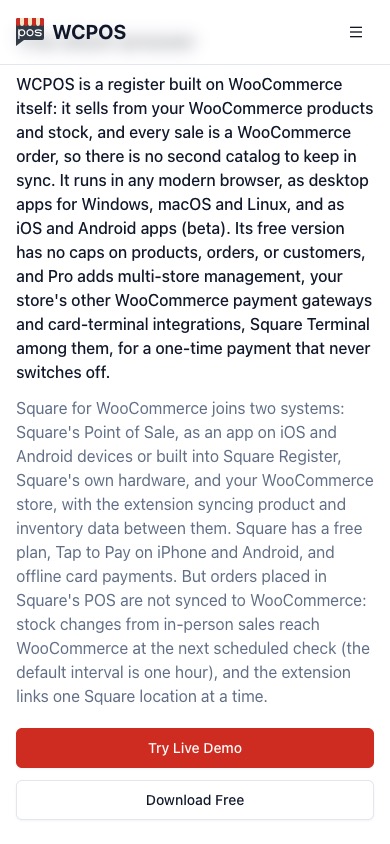 pos WCPOS
WCPOS is a register built on WooCommerce
itself: it sells from your WooCommerce products
and stock, and every sale is a WooCommerce
order, so there is no second catalog to keep in
sync. It runs in any modern browser, as desktop
apps for Windows, macOS and Linux, and as
iOS and Android apps (beta). Its free version
has no caps on products, orders, or customers,
and Pro adds multi-store management, your
store's other WooCommerce payment gateways
and card-terminal integrations, Square Terminal
among them, for a one-time payment that never
switches off.
Square for WooCommerce joins two systems:
Square's Point of Sale, as an app on iOS and
Android devices or built into Square Register,
Square's own hardware, and your WooCommerce
store, with the extension syncing product and
inventory data between them. Square has a free
plan, Tap to Pay on iPhone and Android, and
offline card payments. But orders placed in
Square's POS are not synced to WooCommerce:
stock changes from in-person sales reach
WooCommerce at the next scheduled check (the
default interval is one hour), and the extension
links one Square location at a time.
Try Live Demo
Download Free